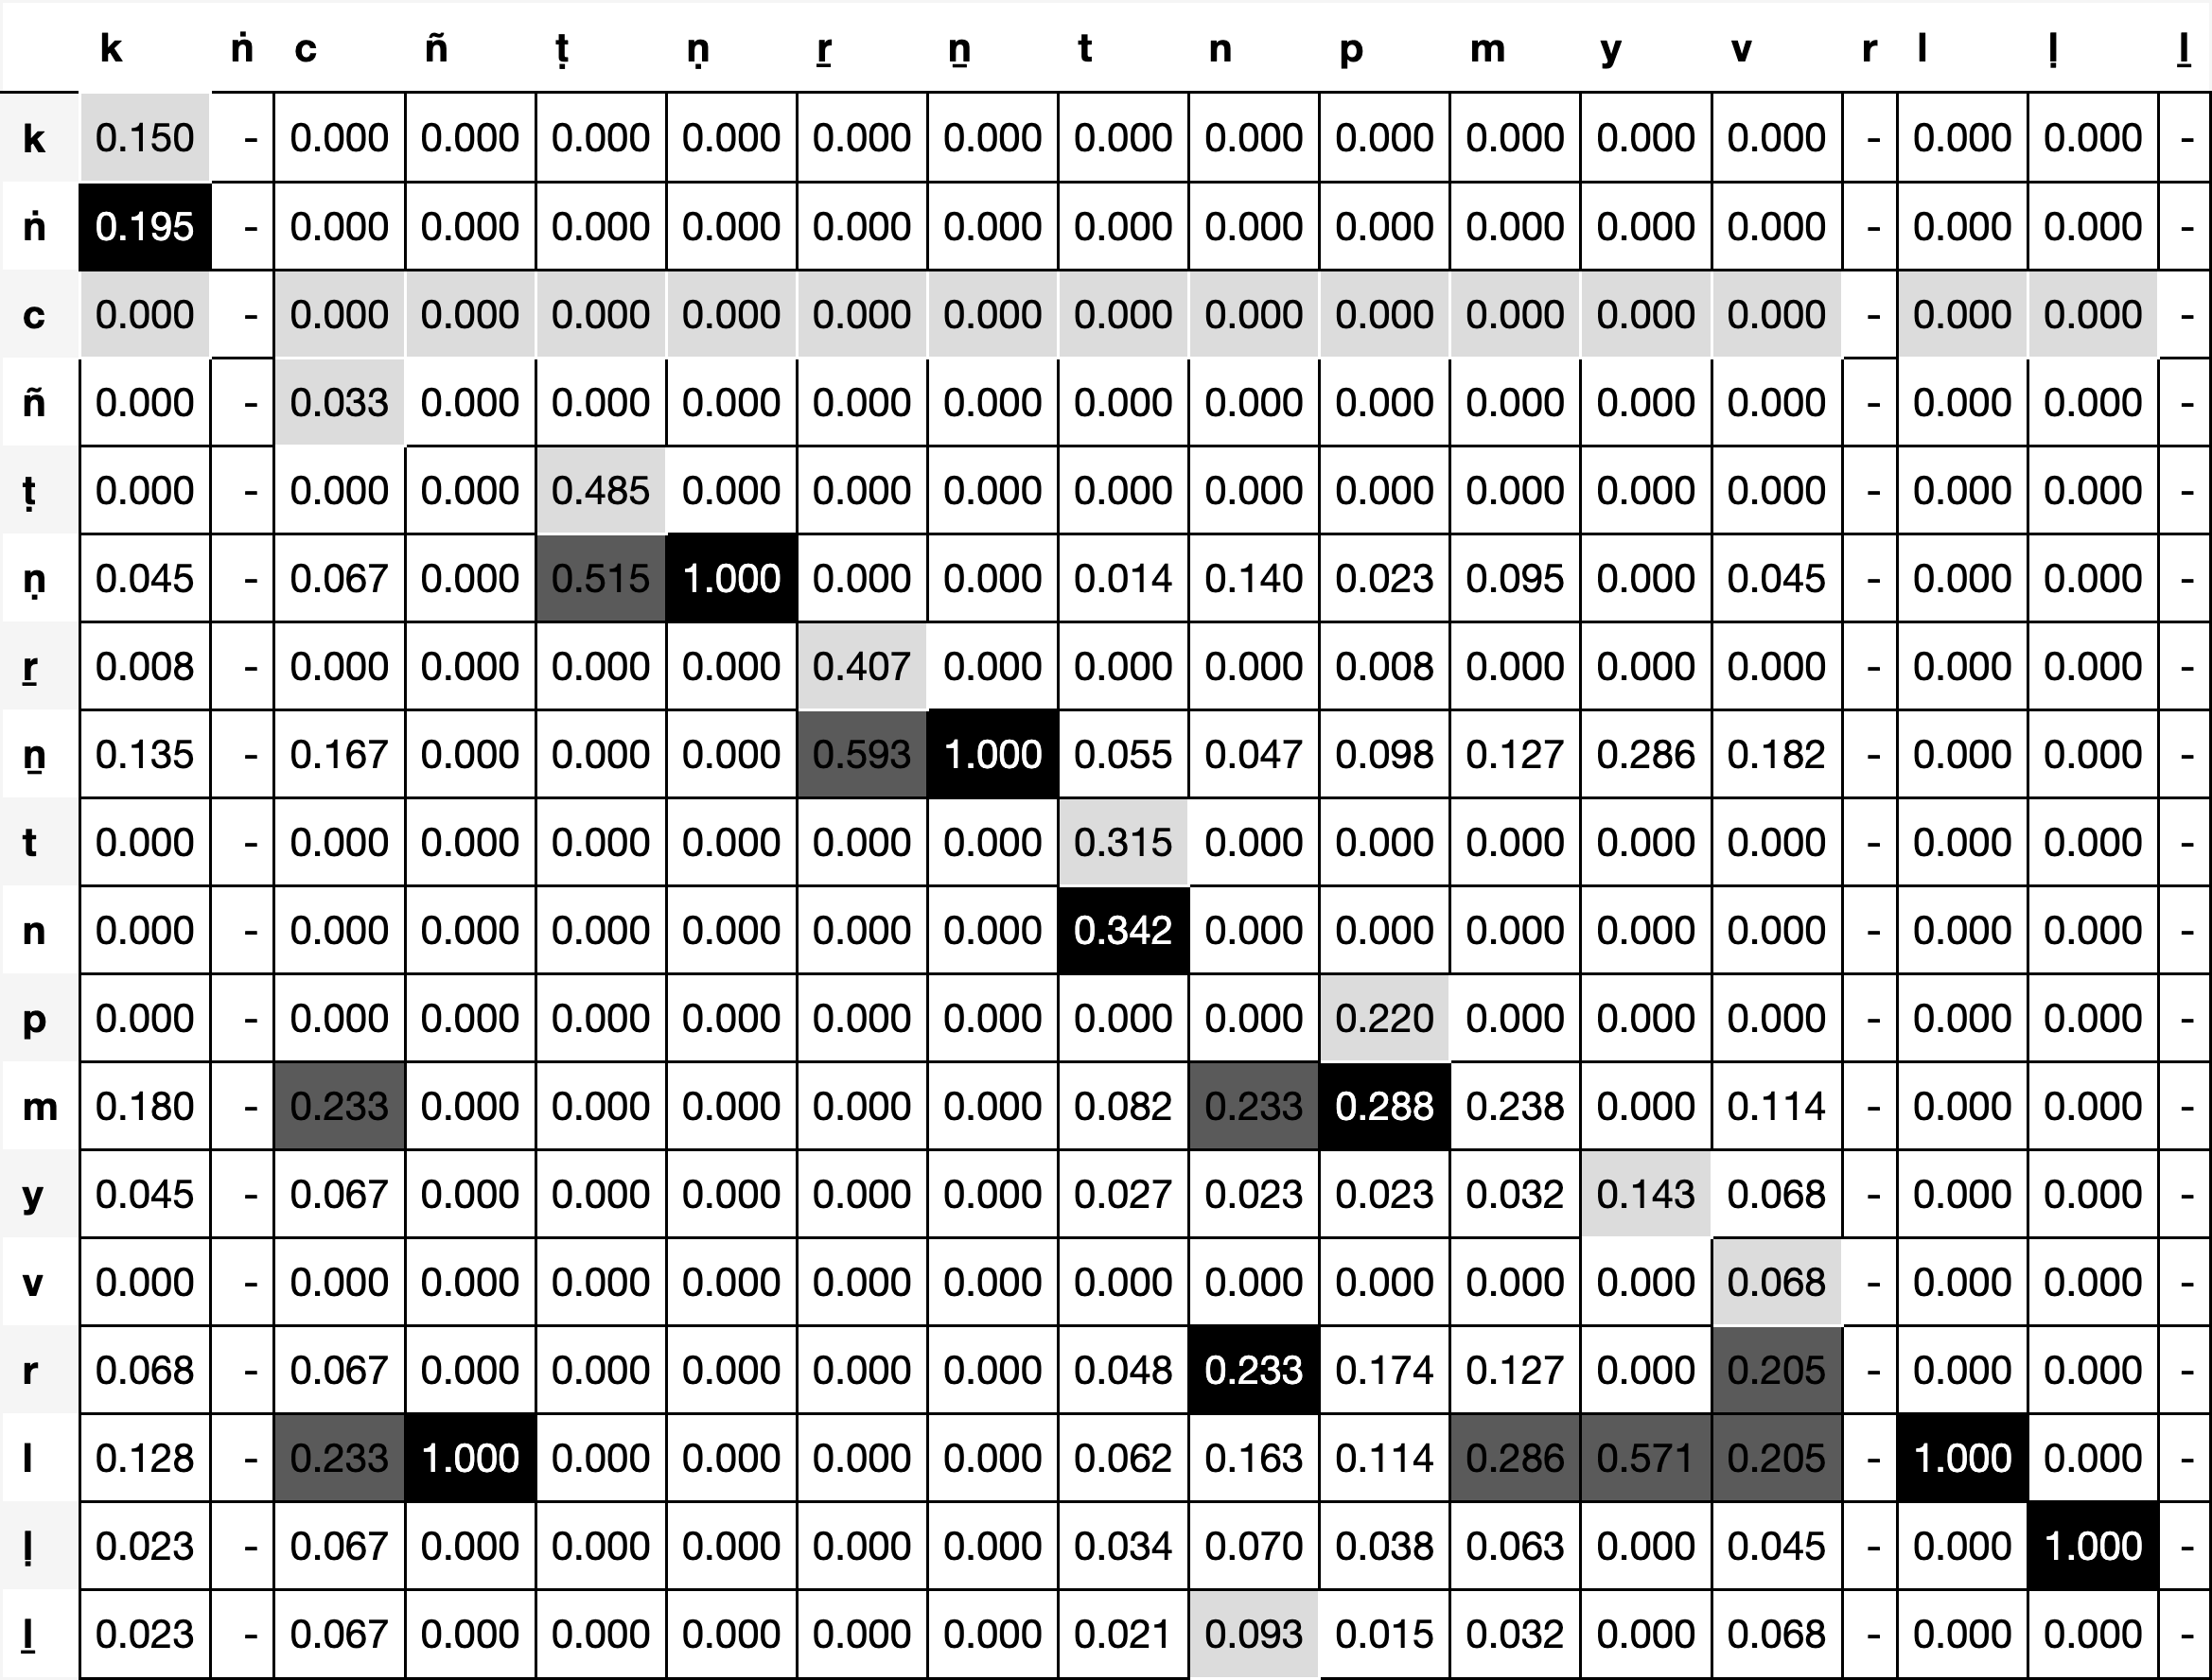 k ṅ c ñ ṭ ṇ ṟ ṉ t n p m y v r l ḷ ḻ
k 0.150 - 0.000 0.000 0.000 0.000 0.000 0.000 0.000 0.000 0.000 0.000 0.000 0.000 - 0.000 0.000 -
ṅ 0.195 - 0.000 0.000 0.000 0.000 0.000 0.000 0.000 0.000 0.000 0.000 0.000 0.000 - 0.000 0.000 -
c 0.000 - 0.000 0.000 0.000 0.000 0.000 0.000 0.000 0.000 0.000 0.000 0.000 0.000 - 0.000 0.000 -
ñ 0.000 - 0.033 0.000 0.000 0.000 0.000 0.000 0.000 0.000 0.000 0.000 0.000 0.000 - 0.000 0.000 -
ṭ 0.000 - 0.000 0.000 0.485 0.000 0.000 0.000 0.000 0.000 0.000 0.000 0.000 0.000 - 0.000 0.000 -
ṇ 0.045 - 0.067 0.000 0.515 1.000 0.000 0.000 0.014 0.140 0.023 0.095 0.000 0.045 - 0.000 0.000 -
ṟ 0.008 - 0.000 0.000 0.000 0.000 0.407 0.000 0.000 0.000 0.008 0.000 0.000 0.000 - 0.000 0.000 -
ṉ 0.135 - 0.167 0.000 0.000 0.000 0.593 1.000 0.055 0.047 0.098 0.127 0.286 0.182 - 0.000 0.000 -
t 0.000 - 0.000 0.000 0.000 0.000 0.000 0.000 0.315 0.000 0.000 0.000 0.000 0.000 - 0.000 0.000 -
n 0.000 - 0.000 0.000 0.000 0.000 0.000 0.000 0.342 0.000 0.000 0.000 0.000 0.000 - 0.000 0.000 -
p 0.000 - 0.000 0.000 0.000 0.000 0.000 0.000 0.000 0.000 0.220 0.000 0.000 0.000 - 0.000 0.000 -
m 0.180 - 0.233 0.000 0.000 0.000 0.000 0.000 0.082 0.233 0.288 0.238 0.000 0.114 - 0.000 0.000 -
y 0.045 - 0.067 0.000 0.000 0.000 0.000 0.000 0.027 0.023 0.023 0.032 0.143 0.068 - 0.000 0.000 -
v 0.000 - 0.000 0.000 0.000 0.000 0.000 0.000 0.000 0.000 0.000 0.000 0.000 0.068 - 0.000 0.000 -
r 0.068 - 0.067 0.000 0.000 0.000 0.000 0.000 0.048 0.233 0.174 0.127 0.000 0.205 - 0.000 0.000 -
l 0.128 - 0.233 1.000 0.000 0.000 0.000 0.000 0.062 0.163 0.114 0.286 0.571 0.205 - 1.000 0.000 -
ḷ 0.023 - 0.067 0.000 0.000 0.000 0.000 0.000 0.034 0.070 0.038 0.063 0.000 0.045 - 0.000 1.000 -
ḻ 0.023 - 0.067 0.000 0.000 0.000 0.000 0.000 0.021 0.093 0.015 0.032 0.000 0.068 - 0.000 0.000 -